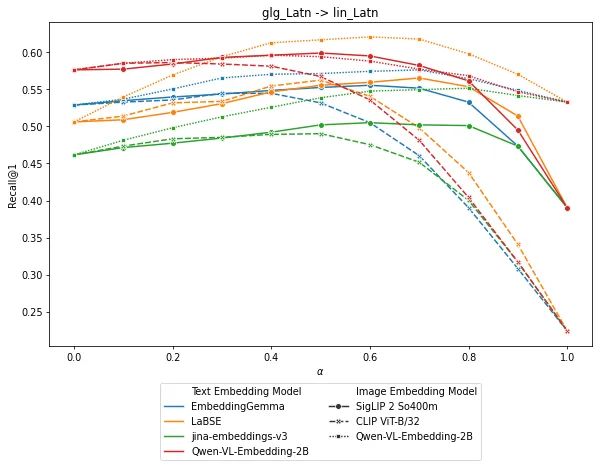 glg_Latn -> lin_Latn
Recall@1
0.60
0.55
0.50
0.45
0.40
0.35
0.30
0.25
0.0
0.2
0.4
0.6
0.8
1.0
α
Text Embedding Model
EmbeddingGemma
LaBSE
jina-embeddings-v3
Qwen-VL-Embedding-2B
Image Embedding Model
SigLIP 2 So400m
CLIP ViT-B/32
Qwen-VL-Embedding-2B